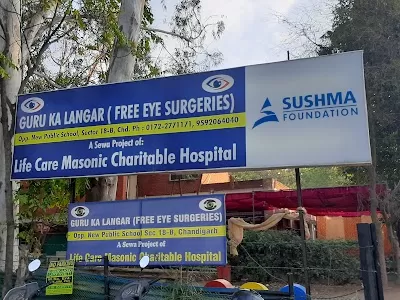 GURU KA LANGAR ( FREE EYE SURGERIES)
Opp. New Public School, Sector 18-B, Chd. Ph : 0172-2771171, 9592064040
A Sewa Project of:
Life Care Masonic Charitable Hospital
SUSHMA
FOUNDATION
GURU KA LANGAR (FREE EYE SURGERIES)
Opp. New Public School Sec. 18-B, Chandigarh
A Sewa Project of
Life Care Masonic Charitable Hospital